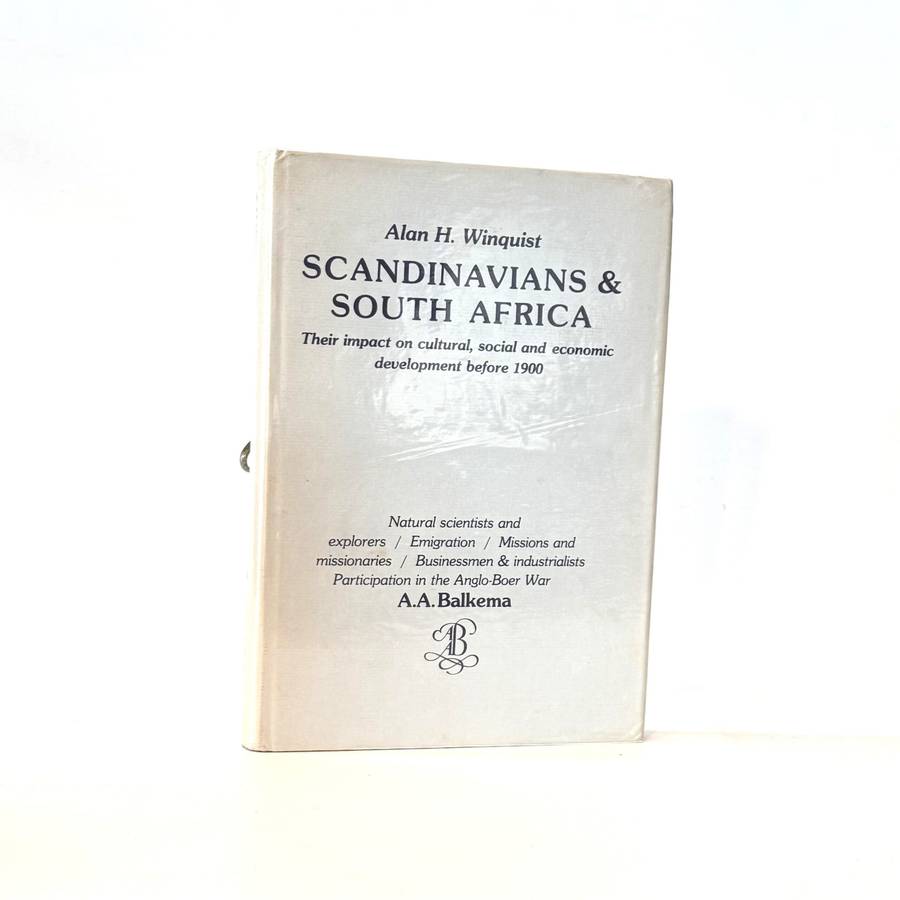 Alan H. Winquist
SCANDINAVIANS &
SOUTH AFRICA
Their impact on cultural, social and economic
development before 1900
Natural scientists and
explorers / Emigration / Missions and
missionaries / Businessmen & industrialists
Participation in the Anglo-Boer War
A.A. Balkema
AAB